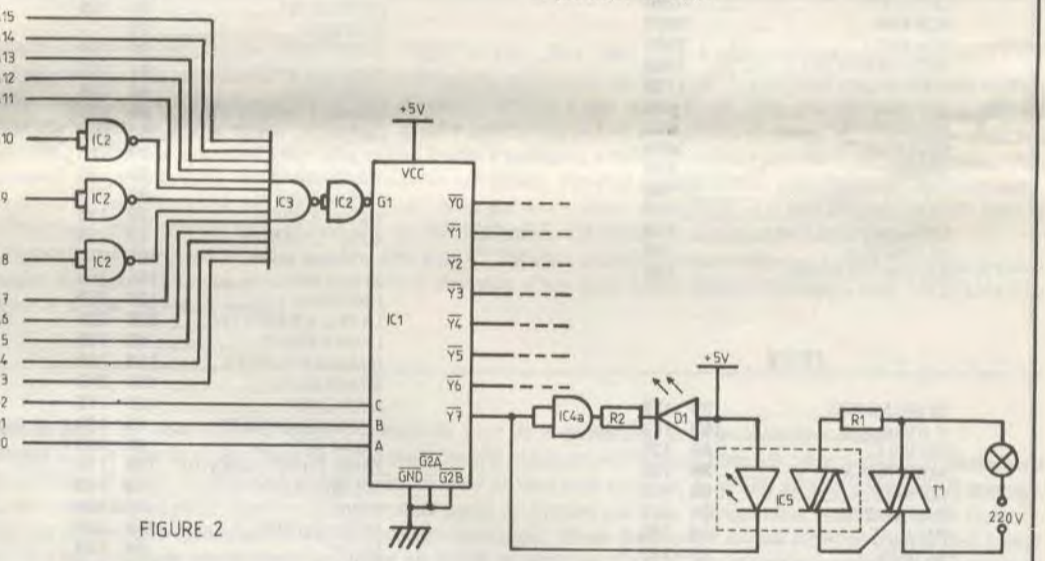 15
14
13
12
11
10
9
8
7
6
5
4
3
2
1
0
IC2
IC2
IC2
IC3
IC2
+5V
VCC
G1
IC1
C
B
A
Y0
Y1
Y2
Y3
Y4
Y5
Y6
Y7
G2A
GND
G2B
IC4a
R2
D1
+5V
IC5
R1
T1
220V
FIGURE 2